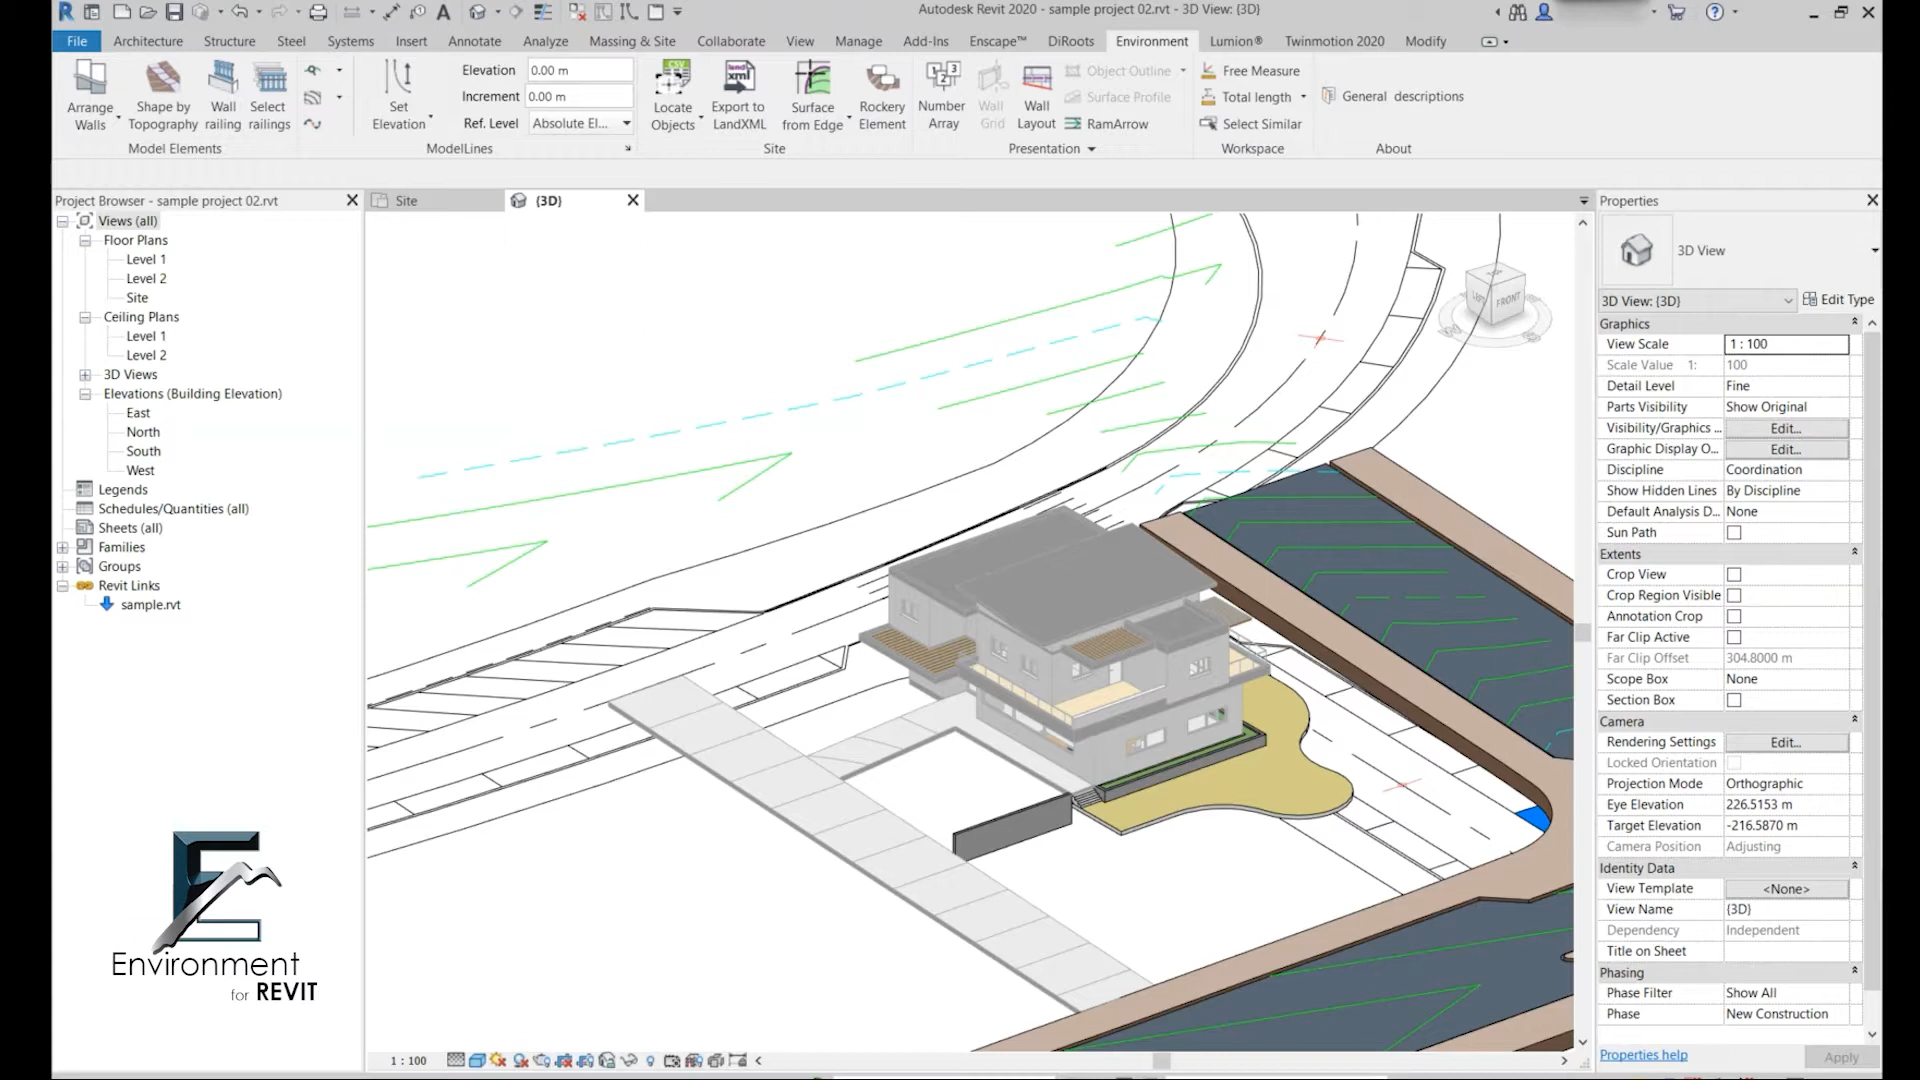 Autodesk Revit 2020 - sample project 02.rvt - 3D View: {3D}
File Architecture Structure Steel Systems Insert Annotate Analyze Massing & Site Collaborate View Manage Add-Ins Enscape™ DiRoots Environment Lumion® Twinmotion 2020 Modify
Arrange Walls
Shape by Topography
Wall railing
Select railings
Model Elements
Set Elevation
Elevation 0.00 m
Increment 0.00 m
Ref. Level Absolute El...
ModelLines
Locate Objects
Export to LandXML
Surface from Edge
Rockery Element
Site
Number Array
Wall Grid
Wall Layout
Object Outline
Surface Profile
RamArrow
Presentation
Free Measure
Total length
Select Similar
Workspace
General descriptions
About
Project Browser - sample project 02.rvt
Views (all)
Floor Plans
Level 1
Level 2
Site
Ceiling Plans
Level 1
Level 2
3D Views
Elevations (Building Elevation)
East
North
South
West
Legends
Schedules/Quantities (all)
Sheets (all)
Families
Groups
Revit Links
sample.rvt
Environment
for REVIT
Site
{3D}
LEFT FRONT
1 : 100
Properties
3D View
3D View: {3D} Edit Type
Graphics
View Scale 1 : 100
Scale Value 1: 100
Detail Level Fine
Parts Visibility Show Original
Visibility/Graphics ... Edit...
Graphic Display O... Edit...
Discipline Coordination
Show Hidden Lines By Discipline
Default Analysis D... None
Sun Path
Extents
Crop View
Crop Region Visible
Annotation Crop
Far Clip Active
Far Clip Offset 304.8000 m
Scope Box None
Section Box
Camera
Rendering Settings Edit...
Locked Orientation
Projection Mode Orthographic
Eye Elevation 226.5153 m
Target Elevation -216.5870 m
Camera Position Adjusting
Identity Data
View Template <None>
View Name {3D}
Dependency Independent
Title on Sheet
Phasing
Phase Filter Show All
Phase New Construction
Properties help Apply